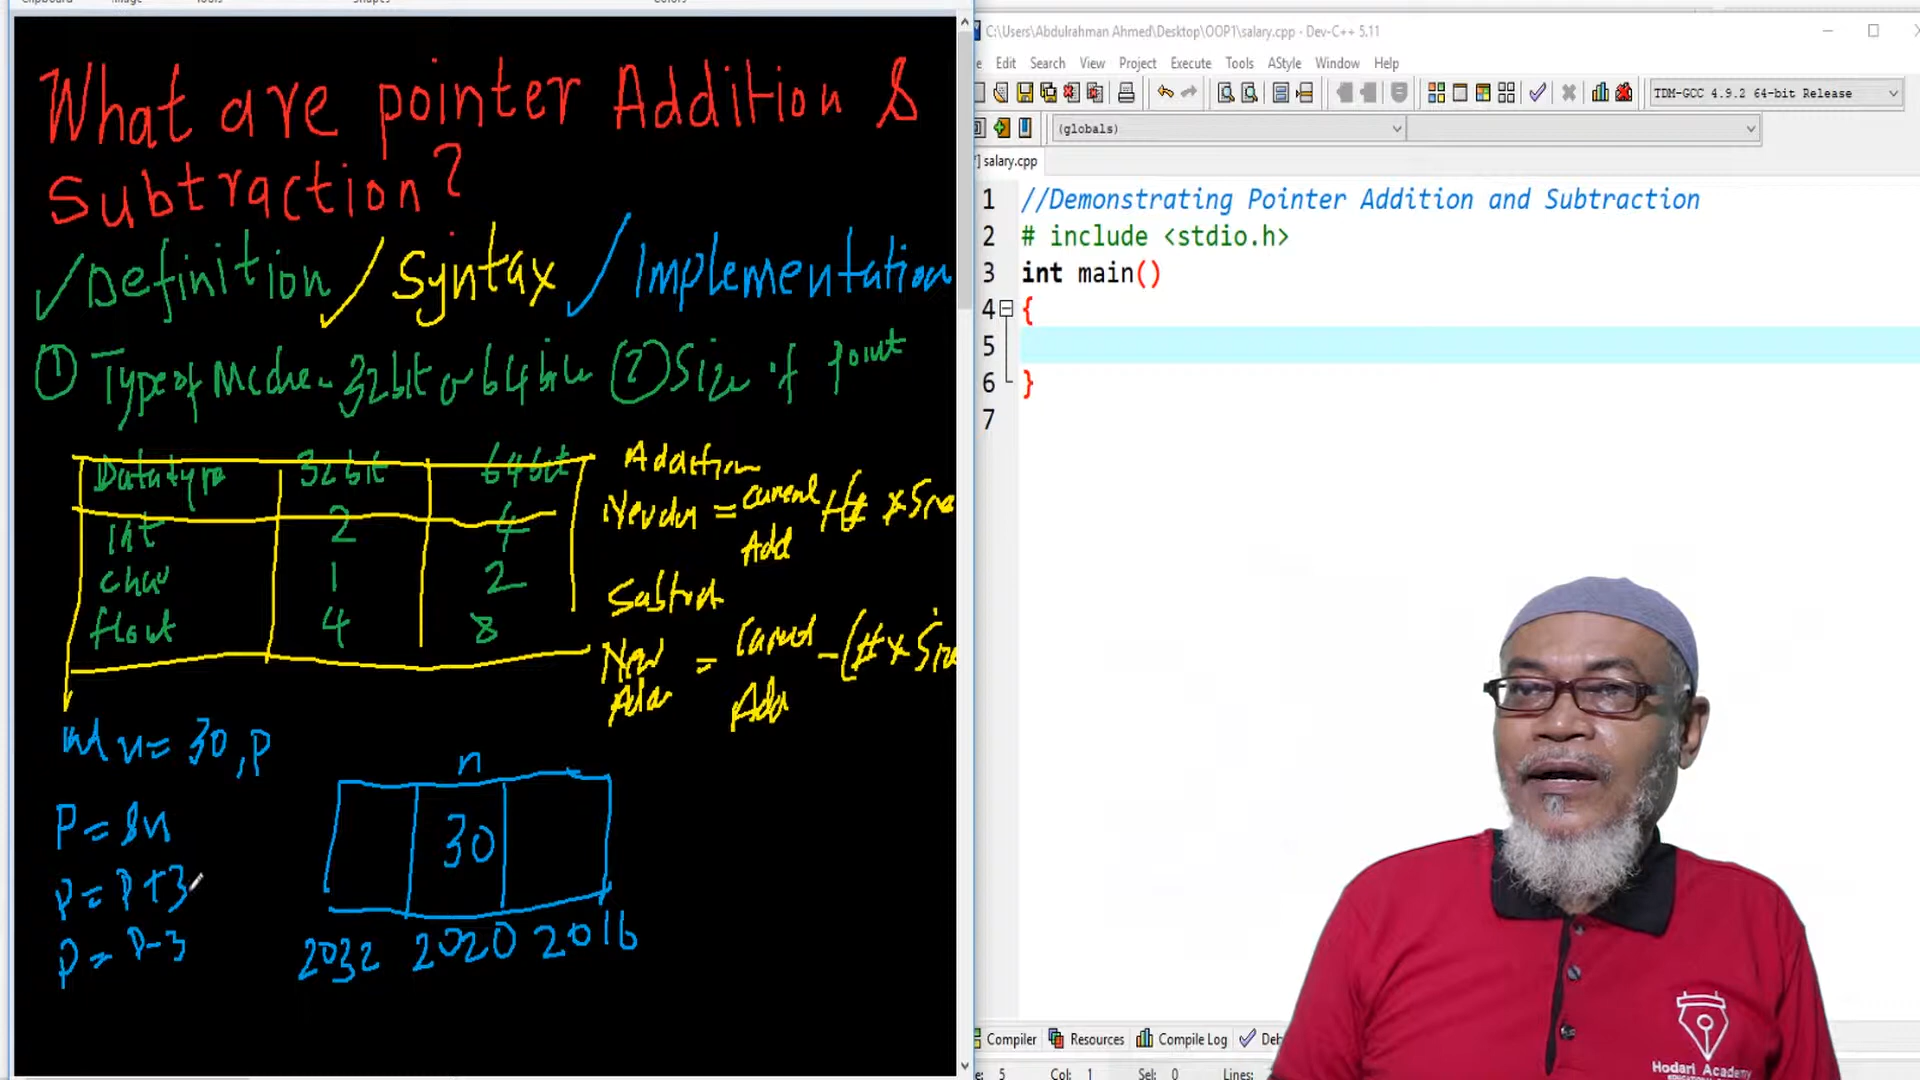 What are pointer Addition &
Subtraction?
Definition Syntax Implementation
① Type of 32bit or 64bit ② Size of point
Datatype 32bit 64bit
int 2 4
char 1 2
float 4 8
Addition
= Current + (# × Size
Add
Subtract
New = Current - (# × Size
Add
n = 30, P
P = &n
P = P+3
P = P-3
n
30
2032 2020 2016
C:\Users\Abdulrahman Ahmed\Desktop\OOP1\salary.cpp - Dev-C++ 5.11
Edit Search View Project Execute Tools AStyle Window Help
TDM-GCC 4.9.2 64-bit Release
(globals)
salary.cpp
1 //Demonstrating Pointer Addition and Subtraction
2 # include <stdio.h>
3 int main()
4 {
5
6 }
7
Compiler Resources Compile Log Deb
5 Col: 1 Sel: 0 Lines:
Hodari Academy